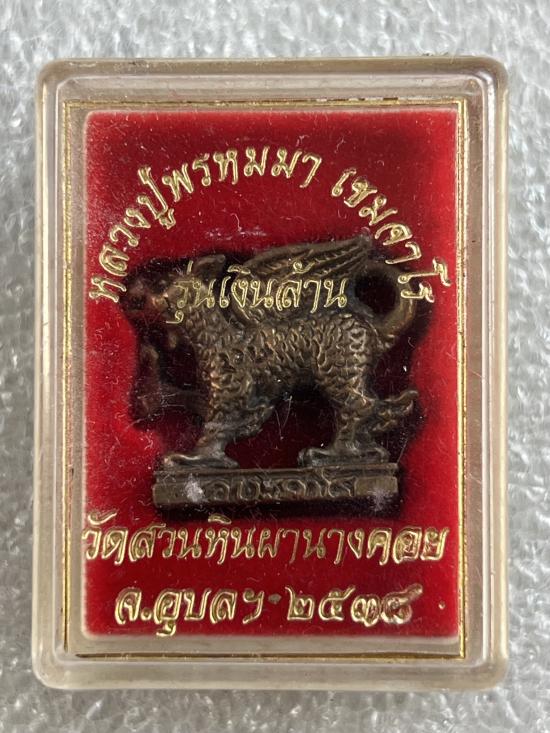 หลวงปู่พรหมมา เขมจาโร
รุ่นเงินล้าน
วัดสวนหินผานางคอย
จ.อุบลฯ ๒๕๓๘